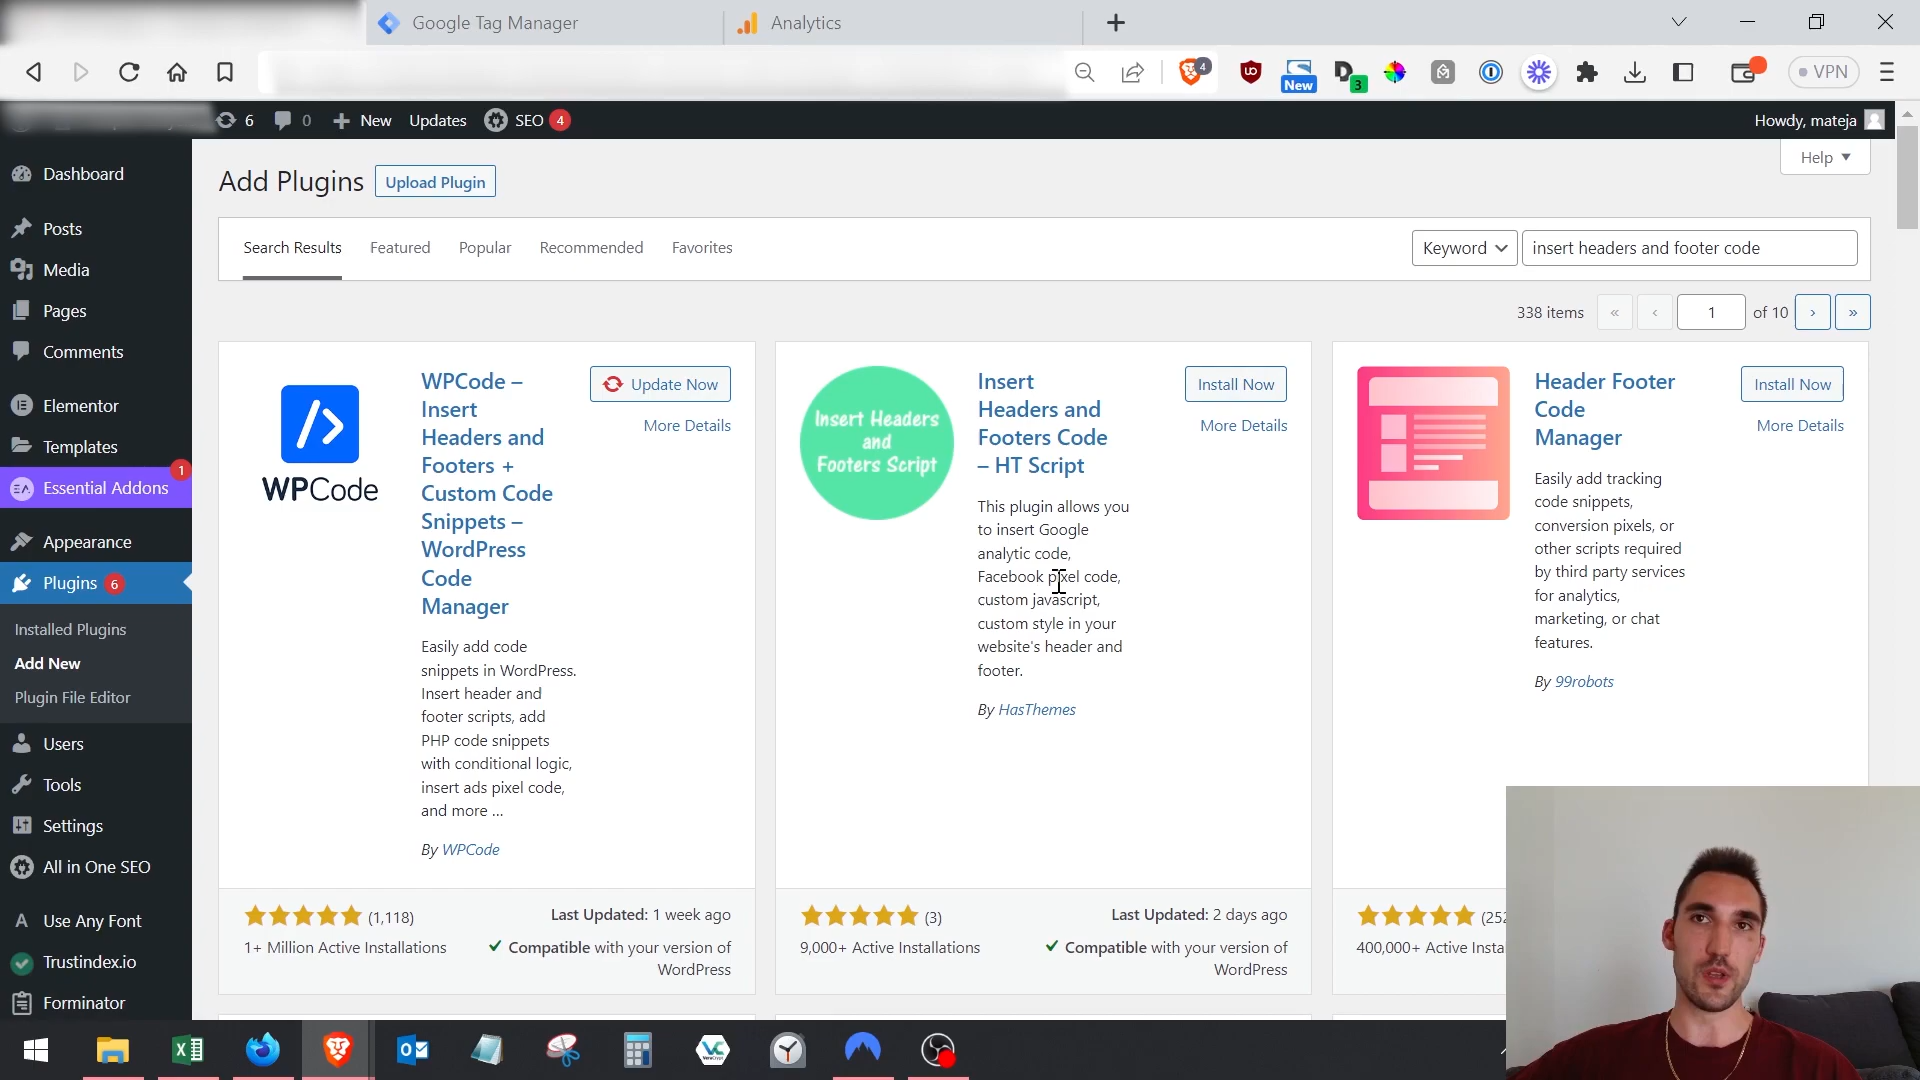 Google Tag Manager
Analytics
4
New
3
VPN
6
0
New
Updates
SEO
4
Howdy, mateja
Dashboard
Posts
Media
Pages
Comments
Elementor
Templates
Essential Addons
1
Appearance
Plugins
6
Installed Plugins
Add New
Plugin File Editor
Users
Tools
Settings
All in One SEO
Use Any Font
Trustindex.io
Forminator
Add Plugins
Upload Plugin
Help
Search Results
Featured
Popular
Recommended
Favorites
Keyword
insert headers and footer code
338 items
«
‹
1
of 10
›
»
WPCode
WPCode –
Insert
Headers and
Footers +
Custom Code
Snippets –
WordPress
Code
Manager
Update Now
More Details
Easily add code
snippets in WordPress.
Insert header and
footer scripts, add
PHP code snippets
with conditional logic,
insert ads pixel code,
and more ...
By WPCode
(1,118)
1+ Million Active Installations
Last Updated: 1 week ago
Compatible with your version of
WordPress
Insert Headers
and
Footers Script
Insert
Headers and
Footers Code
– HT Script
Install Now
More Details
This plugin allows you
to insert Google
analytic code,
Facebook pixel code,
custom javascript,
custom style in your
website's header and
footer.
By HasThemes
(3)
9,000+ Active Installations
Last Updated: 2 days ago
Compatible with your version of
WordPress
Header Footer
Code
Manager
Install Now
More Details
Easily add tracking
code snippets,
conversion pixels, or
other scripts required
by third party services
for analytics,
marketing, or chat
features.
By 99robots
(252
400,000+ Active Insta